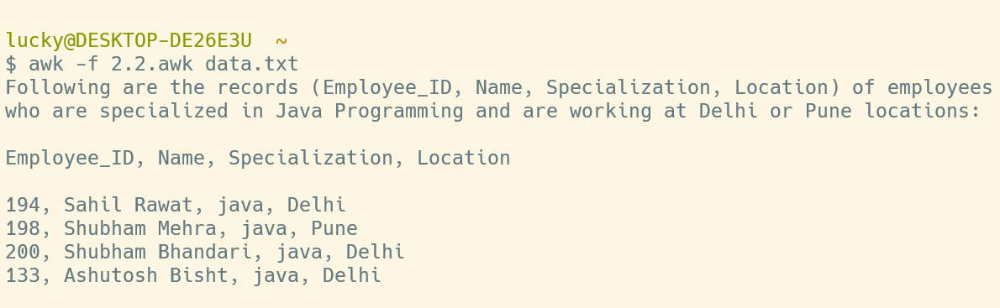 lucky@DESKTOP-DE26E3U ~
$ awk -f 2.2.awk data.txt
Following are the records (Employee_ID, Name, Specialization, Location) of employees
who are specialized in Java Programming and are working at Delhi or Pune locations:
Employee_ID, Name, Specialization, Location
194, Sahil Rawat, java, Delhi
198, Shubham Mehra, java, Pune
200, Shubham Bhandari, java, Delhi
133, Ashutosh Bisht, java, Delhi